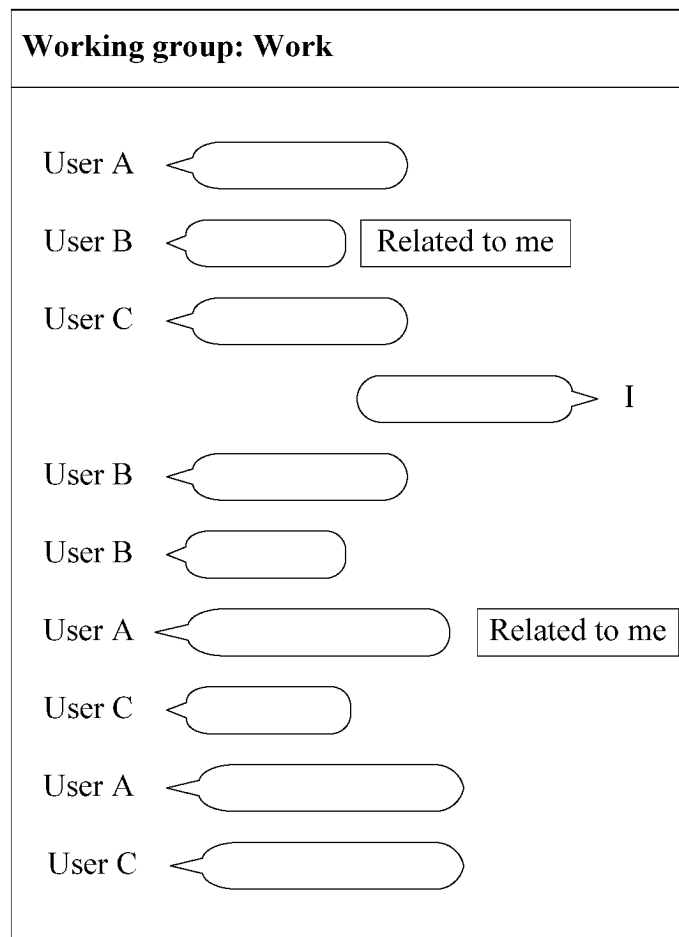 Working group: Work
User A
User B Related to me
User C
I
User B
User B
User A Related to me
User C
User A
User C